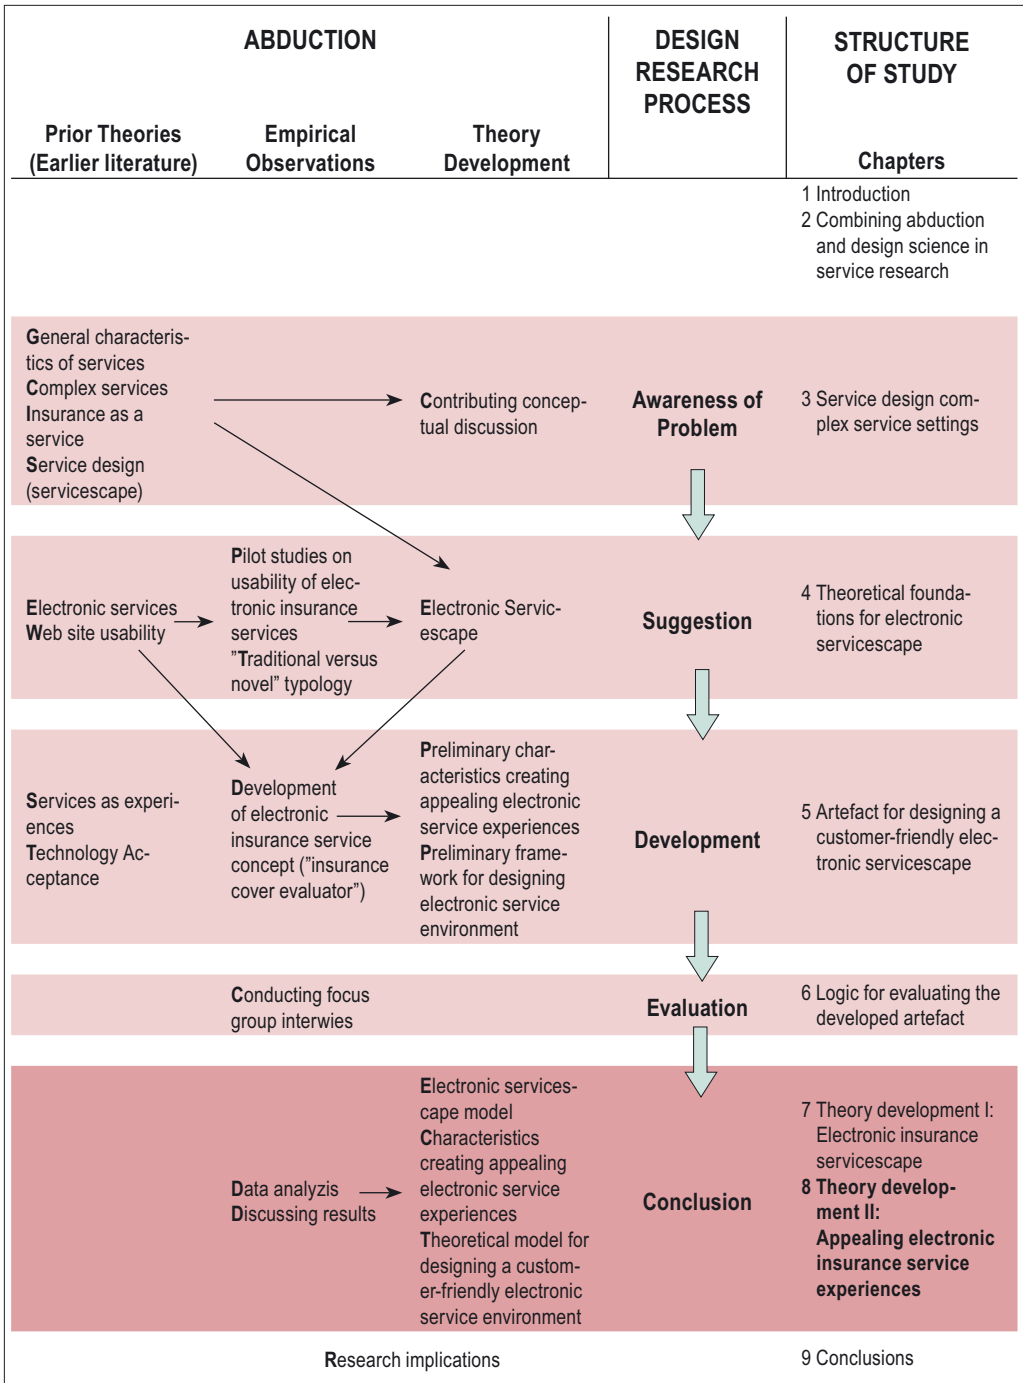 ABDUCTION
DESIGN
RESEARCH
PROCESS
STRUCTURE
OF STUDY
Prior Theories
(Earlier literature)
Empirical
Observations
Theory
Development
Chapters
1 Introduction
2 Combining abduction
and design science in
service research
General characteris-
tics of services
Complex services
Insurance as a
service
Service design
(servicescape)
Contributing concep-
tual discussion
Awareness of
Problem
3 Service design com-
plex service settings
Electronic services
Web site usability
Pilot studies on
usability of elec-
tronic insurance
services
”Traditional versus
novel” typology
Electronic Servic-
escape
Suggestion
4 Theoretical founda-
tions for electronic
servicescape
Services as experi-
ences
Technology Ac-
ceptance
Development
of electronic
insurance service
concept (”insurance
cover evaluator”)
Preliminary char-
acteristics creating
appealing electronic
service experiences
Preliminary frame-
work for designing
electronic service
environment
Development
5 Artefact for designing a
customer-friendly elec-
tronic servicescape
Conducting focus
group interwies
Evaluation
6 Logic for evaluating the
developed artefact
Data analyzis
Discussing results
Electronic services-
cape model
Characteristics
creating appealing
electronic service
experiences
Theoretical model for
designing a custom-
er-friendly electronic
service environment
Conclusion
7 Theory development I:
Electronic insurance
servicescape
8 Theory develop-
ment II:
Appealing electronic
insurance service
experiences
Research implications
9 Conclusions